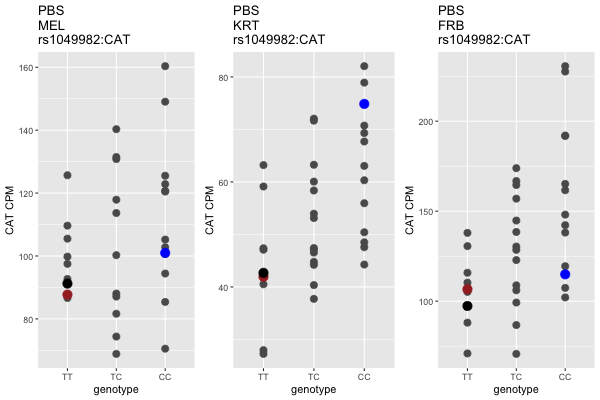 PBS
MEL
rs1049982:CAT
160
140
120
100
80
CAT CPM
TT
TC
CC
genotype
PBS
KRT
rs1049982:CAT
80
60
40
CAT CPM
TT
TC
CC
genotype
PBS
FRB
rs1049982:CAT
200
150
100
CAT CPM
TT
TC
CC
genotype